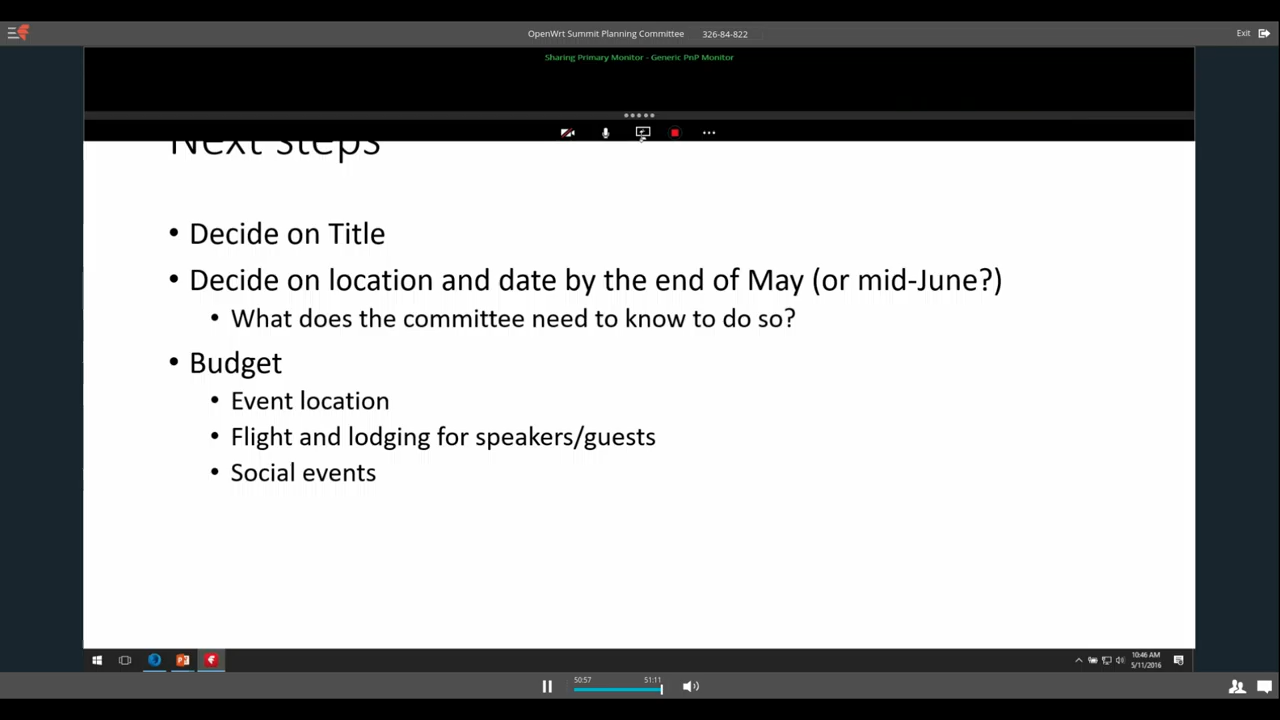 OpenWrt Summit Planning Committee 326-84-822
Exit
Sharing Primary Monitor - Generic PnP Monitor
Next Steps
• Decide on Title
• Decide on location and date by the end of May (or mid-June?)
• What does the committee need to know to do so?
• Budget
• Event location
• Flight and lodging for speakers/guests
• Social events
10:46 AM
5/11/2016
50:57
51:11